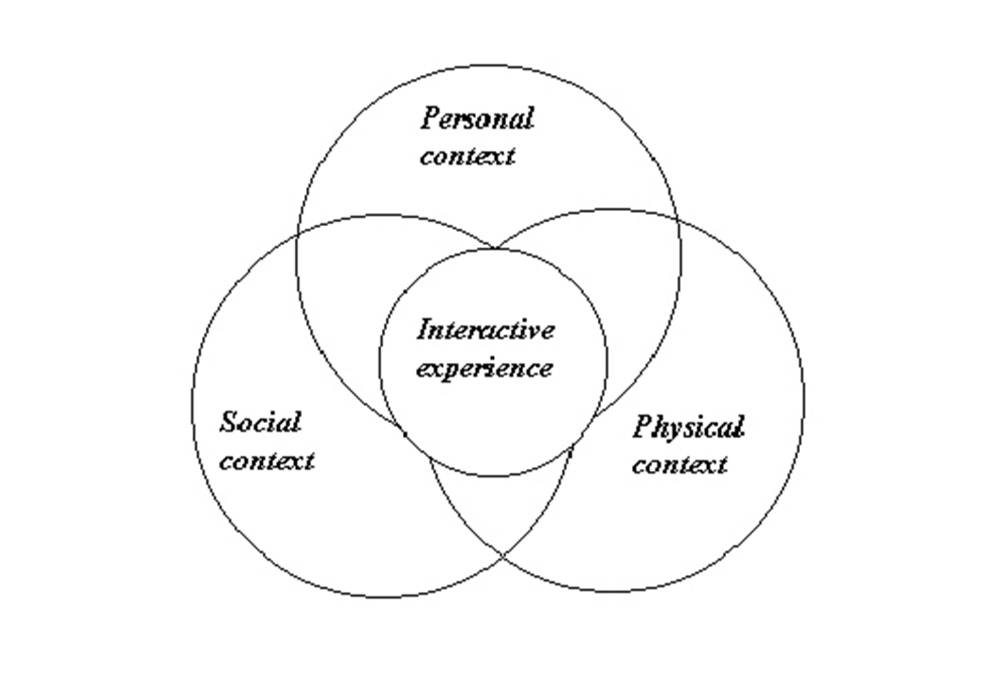 Personal
context
Interactive
experience
Social
context
Physical
context